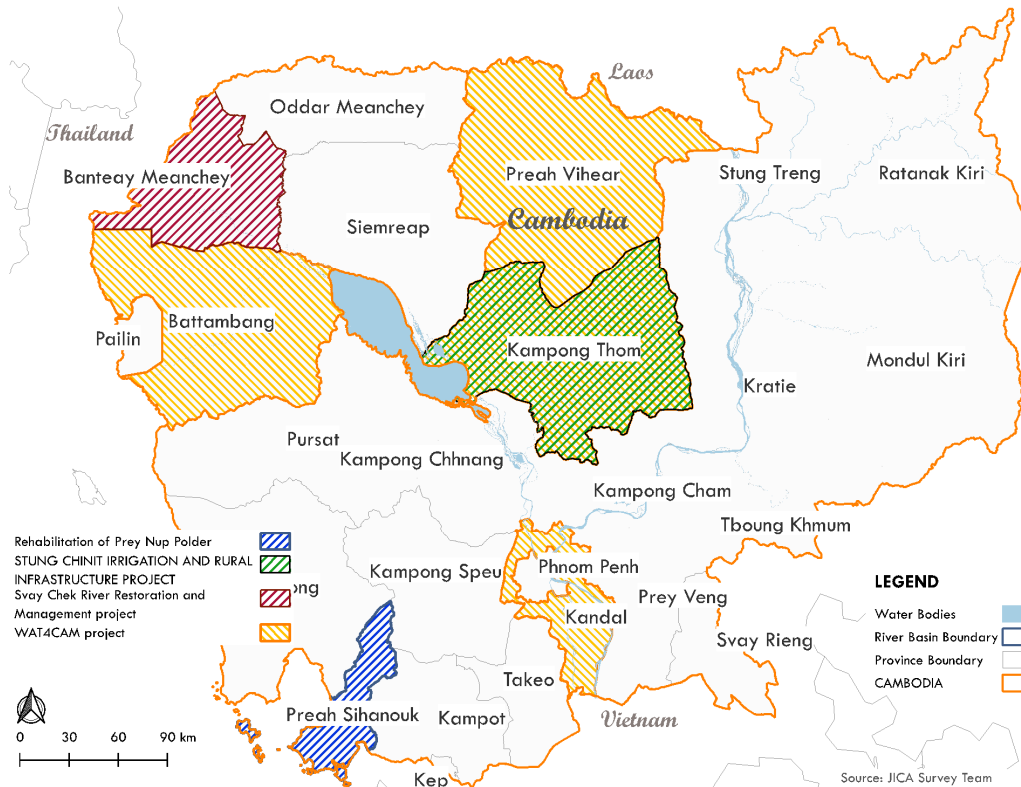 Laos
Oddar Meanchey
Thailand
Banteay Meanchey
Preah Vihear
Stung Treng
Ratanak Kiri
Cambodia
Siemreap
Battambang
Pailin
Kampong Thom
Mondul Kiri
Kratie
Pursat
Kampong Chhnang
Kampong Cham
Tboung Khmum
Rehabilitation of Prey Nup Polder
STUNG CHINIT IRRIGATION AND RURAL
INFRASTRUCTURE PROJECT
Svay Chek River Restoration and
Management project
WAT4CAM project
ong
Kampong Speu
Phnom Penh
Prey Veng
Kandal
Svay Rieng
LEGEND
Water Bodies
River Basin Boundary
Province Boundary
CAMBODIA
Takeo
Preah Sihanouk
Kampot
Vietnam
Kep
0 30 60 90 km
Source: JICA Survey Team